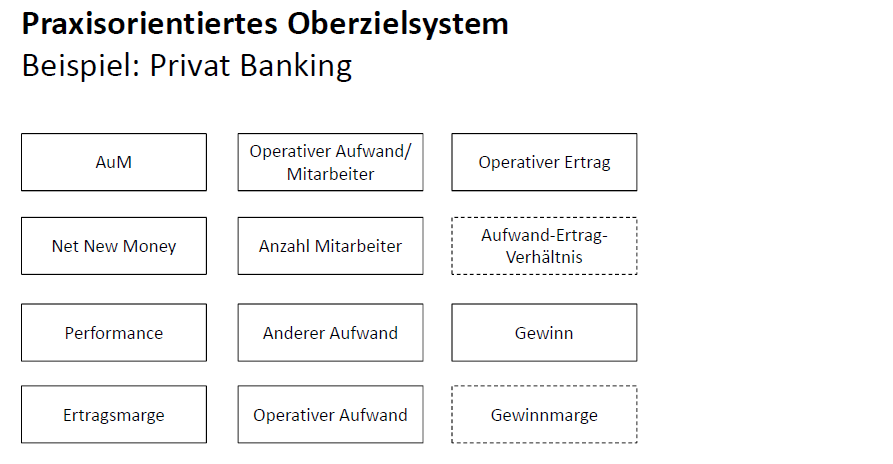 Praxisorientiertes Oberzielsystem
Beispiel: Privat Banking
AuM
Operativer Aufwand/
Mitarbeiter
Operativer Ertrag
Net New Money
Anzahl Mitarbeiter
Aufwand-Ertrag-
Verhältnis
Performance
Anderer Aufwand
Gewinn
Ertragsmarge
Operativer Aufwand
Gewinnmarge